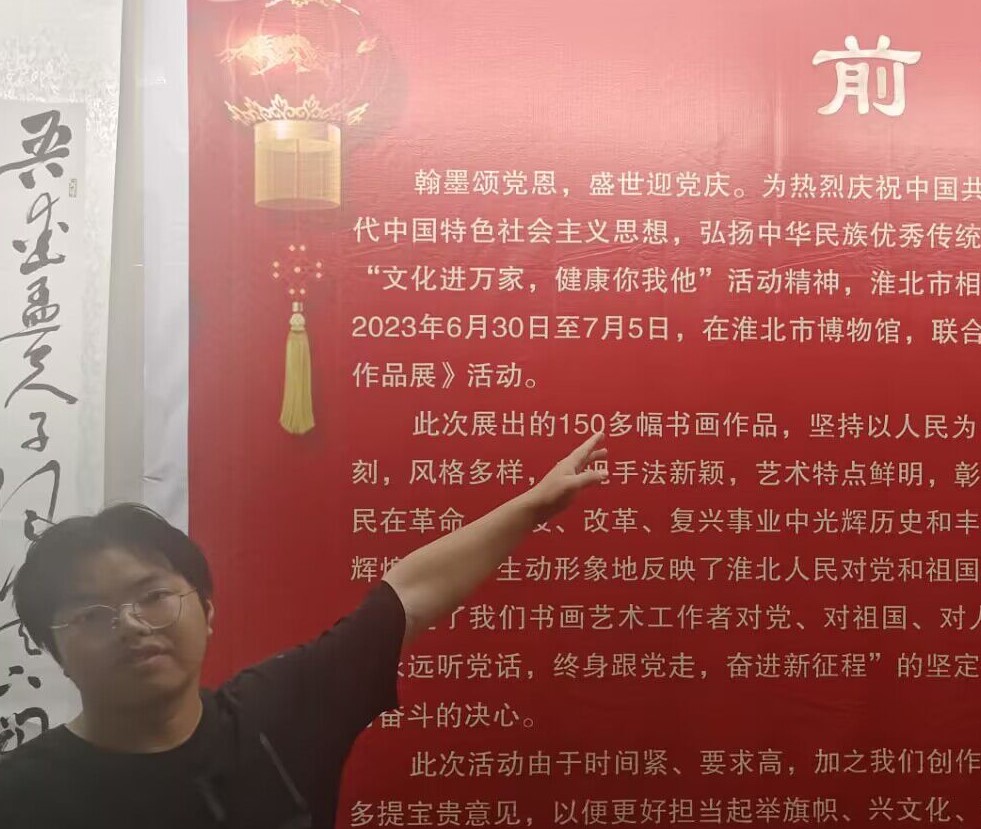 前
翰墨颂党恩，盛世迎党庆。为热烈庆祝中国共
代中国特色社会主义思想，弘扬中华民族优秀传统
“文化进万家，健康你我他”活动精神，淮北市相
2023年6月30日至7月5日，在淮北市博物馆，联合
作品展》活动。
此次展出的150多幅书画作品，坚持以人民为
刻，风格多样，手法新颖，艺术特点鲜明，彰
民在革命、改革、复兴事业中光辉历史和丰
辉生动形象地反映了淮北人民对党和祖国
了我们书画艺术工作者对党、对祖国、对人
远听党话，终身跟党走，奋进新征程”的坚定
奋斗的决心。
此次活动由于时间紧、要求高，加之我们创作
多提宝贵意见，以便更好担当起举旗帜、兴文化、